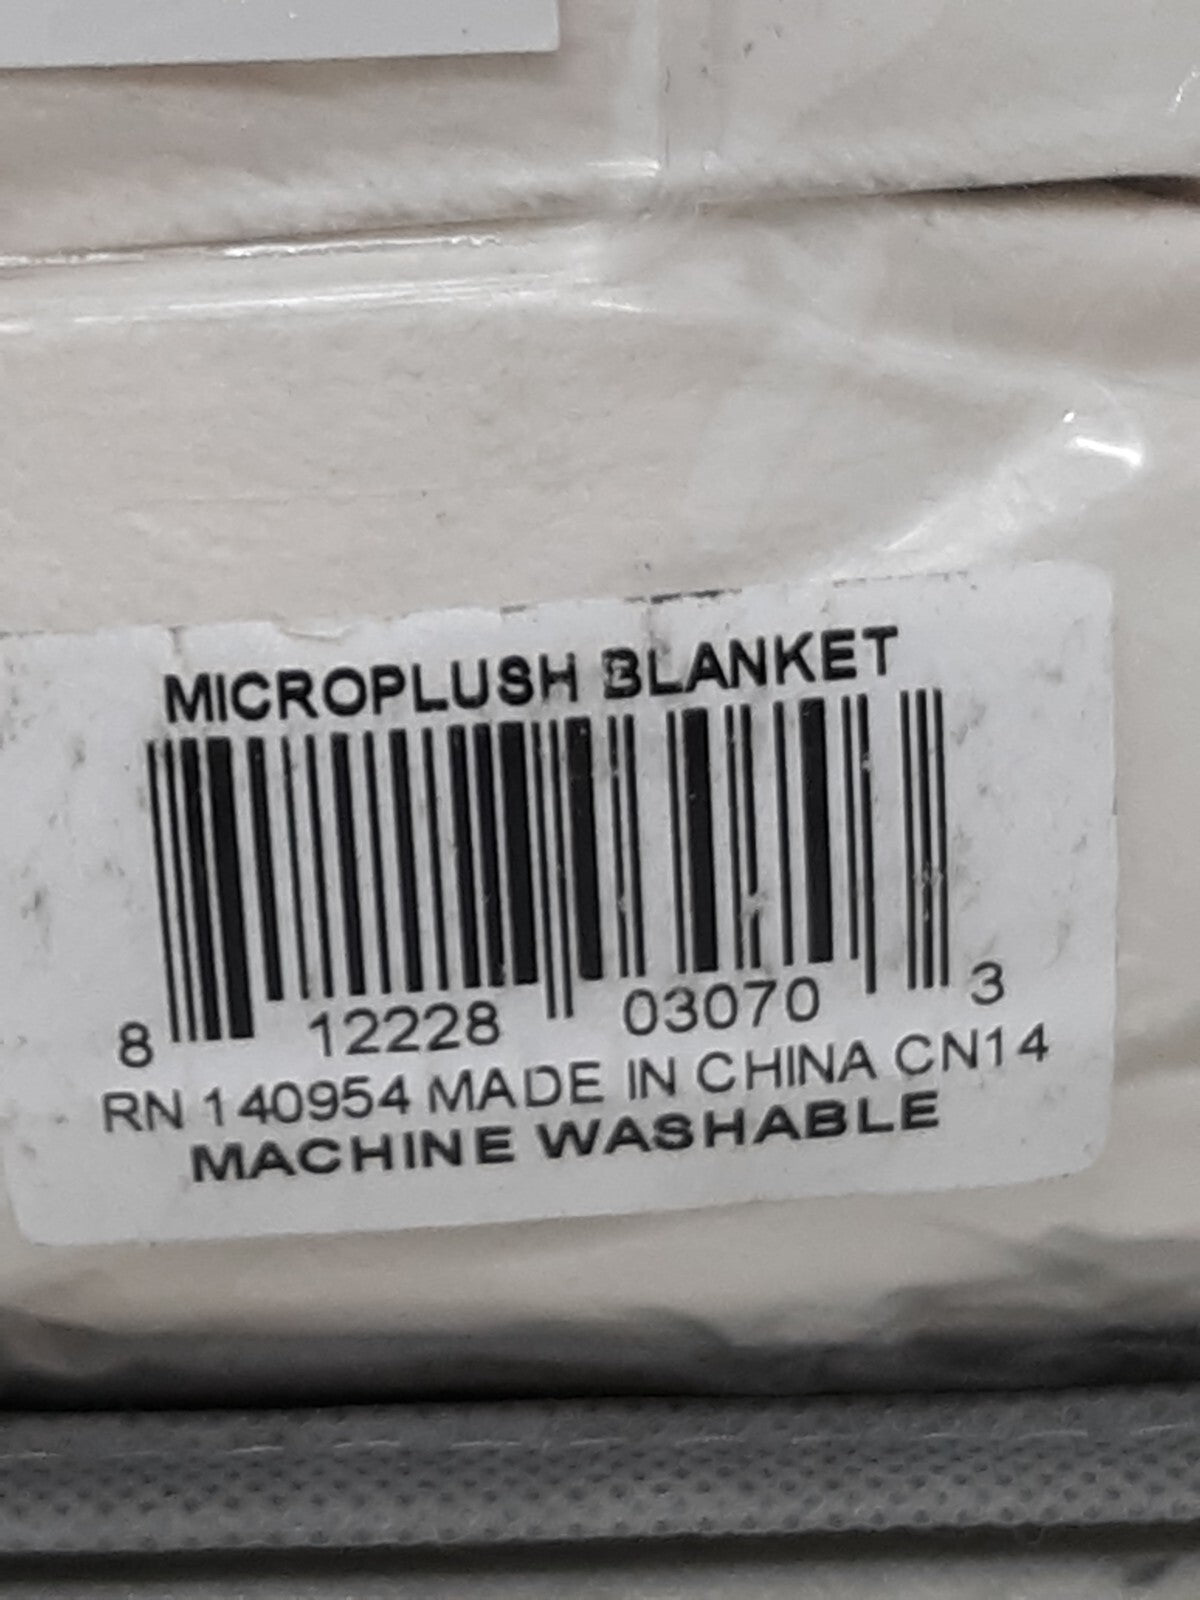 MICROPLUSH BLANKET
8 12228 03070 3
RN 140954 MADE IN CHINA CN14
MACHINE WASHABLE